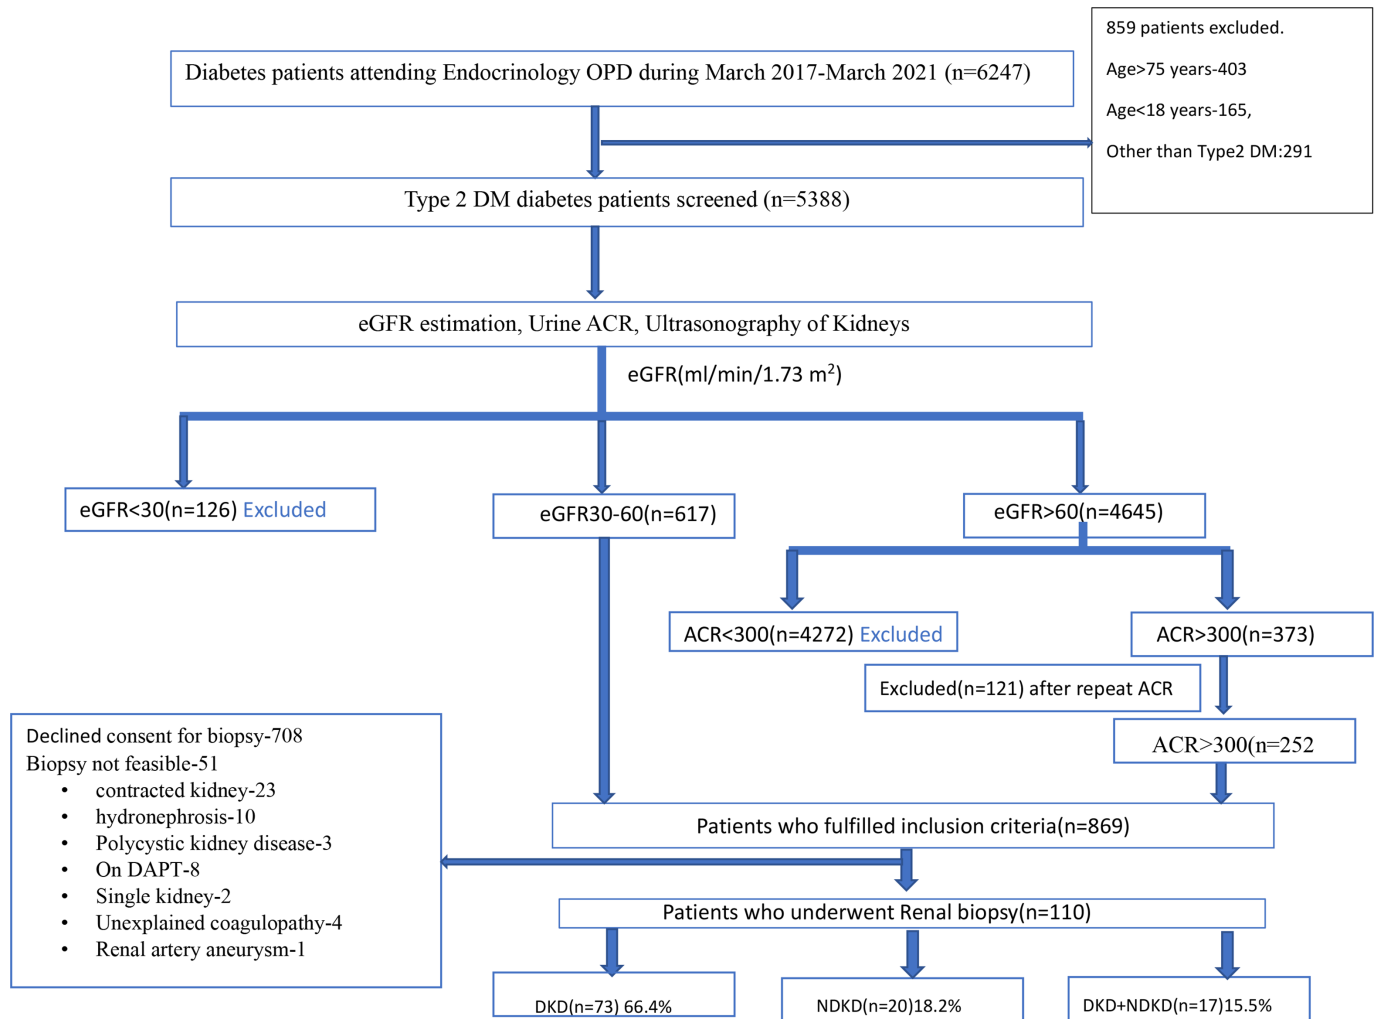 859 patients excluded.
Age>75 years-403
Age<18 years-165,
Other than Type2 DM:291
Diabetes patients attending Endocrinology OPD during March 2017-March 2021 (n=6247)
Type 2 DM diabetes patients screened (n=5388)
eGFR estimation, Urine ACR, Ultrasonography of Kidneys
eGFR(ml/min/1.73 m²)
eGFR<30(n=126) Excluded
eGFR30-60(n=617)
eGFR>60(n=4645)
ACR<300(n=4272) Excluded
ACR>300(n=373)
Excluded(n=121) after repeat ACR
ACR>300(n=252
Declined consent for biopsy-708
Biopsy not feasible-51
• contracted kidney-23
• hydronephrosis-10
• Polycystic kidney disease-3
• On DAPT-8
• Single kidney-2
• Unexplained coagulopathy-4
• Renal artery aneurysm-1
Patients who fulfilled inclusion criteria(n=869)
Patients who underwent Renal biopsy(n=110)
DKD(n=73) 66.4%
NDKD(n=20)18.2%
DKD+NDKD(n=17)15.5%